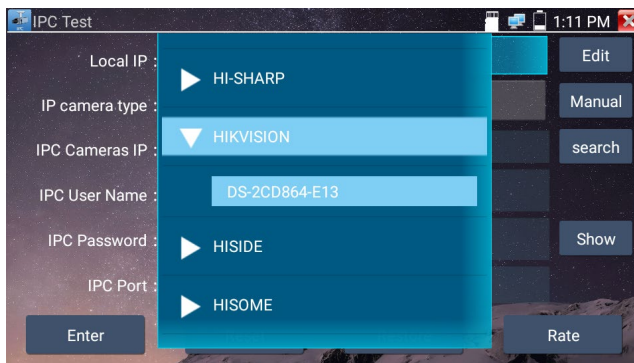 IPC Test
1:11 PM
Local IP :
Edit
HI-SHARP
IP camera type :
Manual
HIKVISION
IPC Cameras IP :
search
IPC User Name :
DS-2CD864-E13
IPC Password :
HISIDE
Show
IPC Port :
HISOME
Enter
Rate